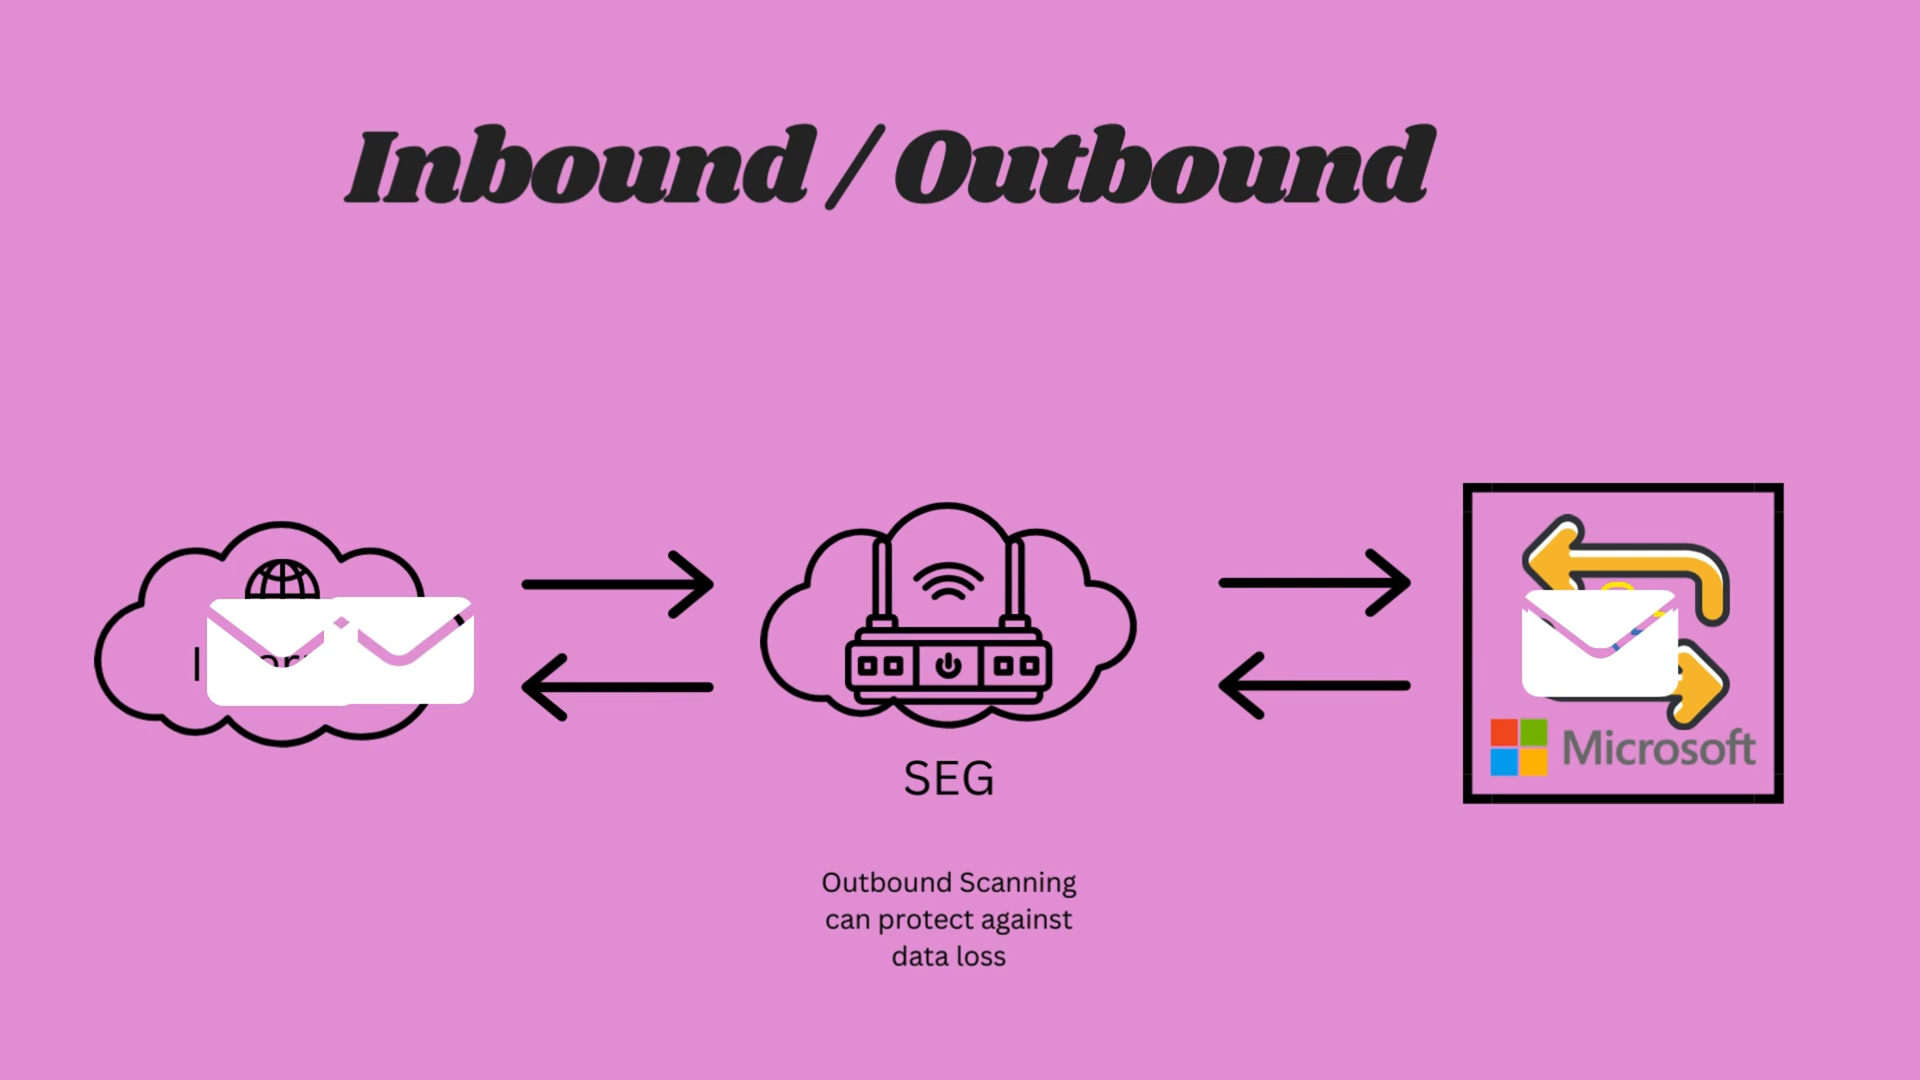 Inbound / Outbound
Microsoft
SEG
Outbound Scanning
can protect against
data loss